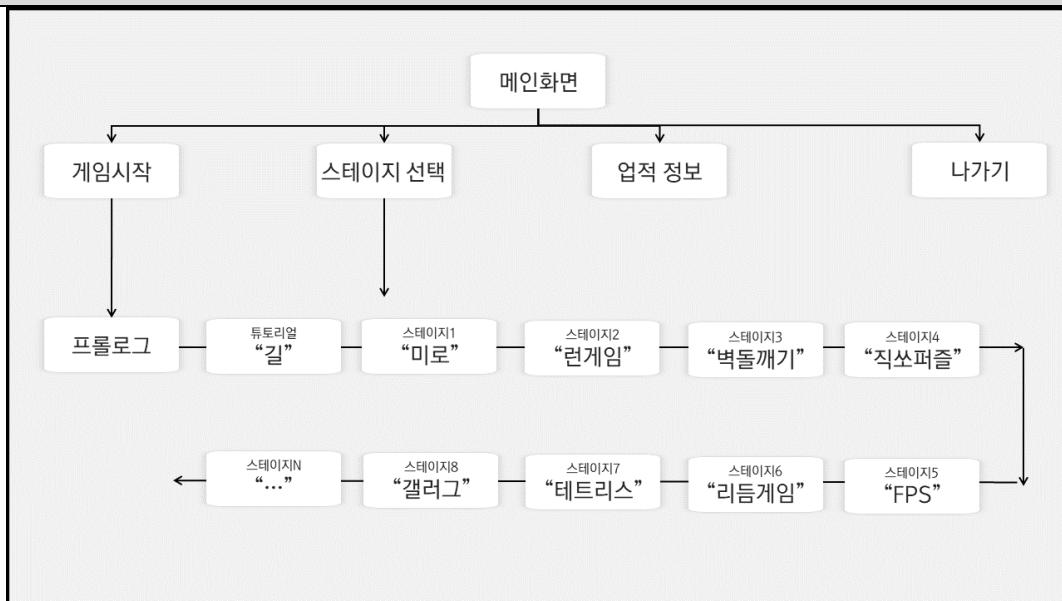 메인화면
게임시작
스테이지 선택
업적 정보
나가기
프롤로그
튜토리얼
“길”
스테이지1
“미로”
스테이지2
“런게임”
스테이지3
“벽돌깨기”
스테이지4
“직쏘퍼즐”
스테이지N
“...”
스테이지8
“갤러그”
스테이지7
“테트리스”
스테이지6
“리듬게임”
스테이지5
“FPS”